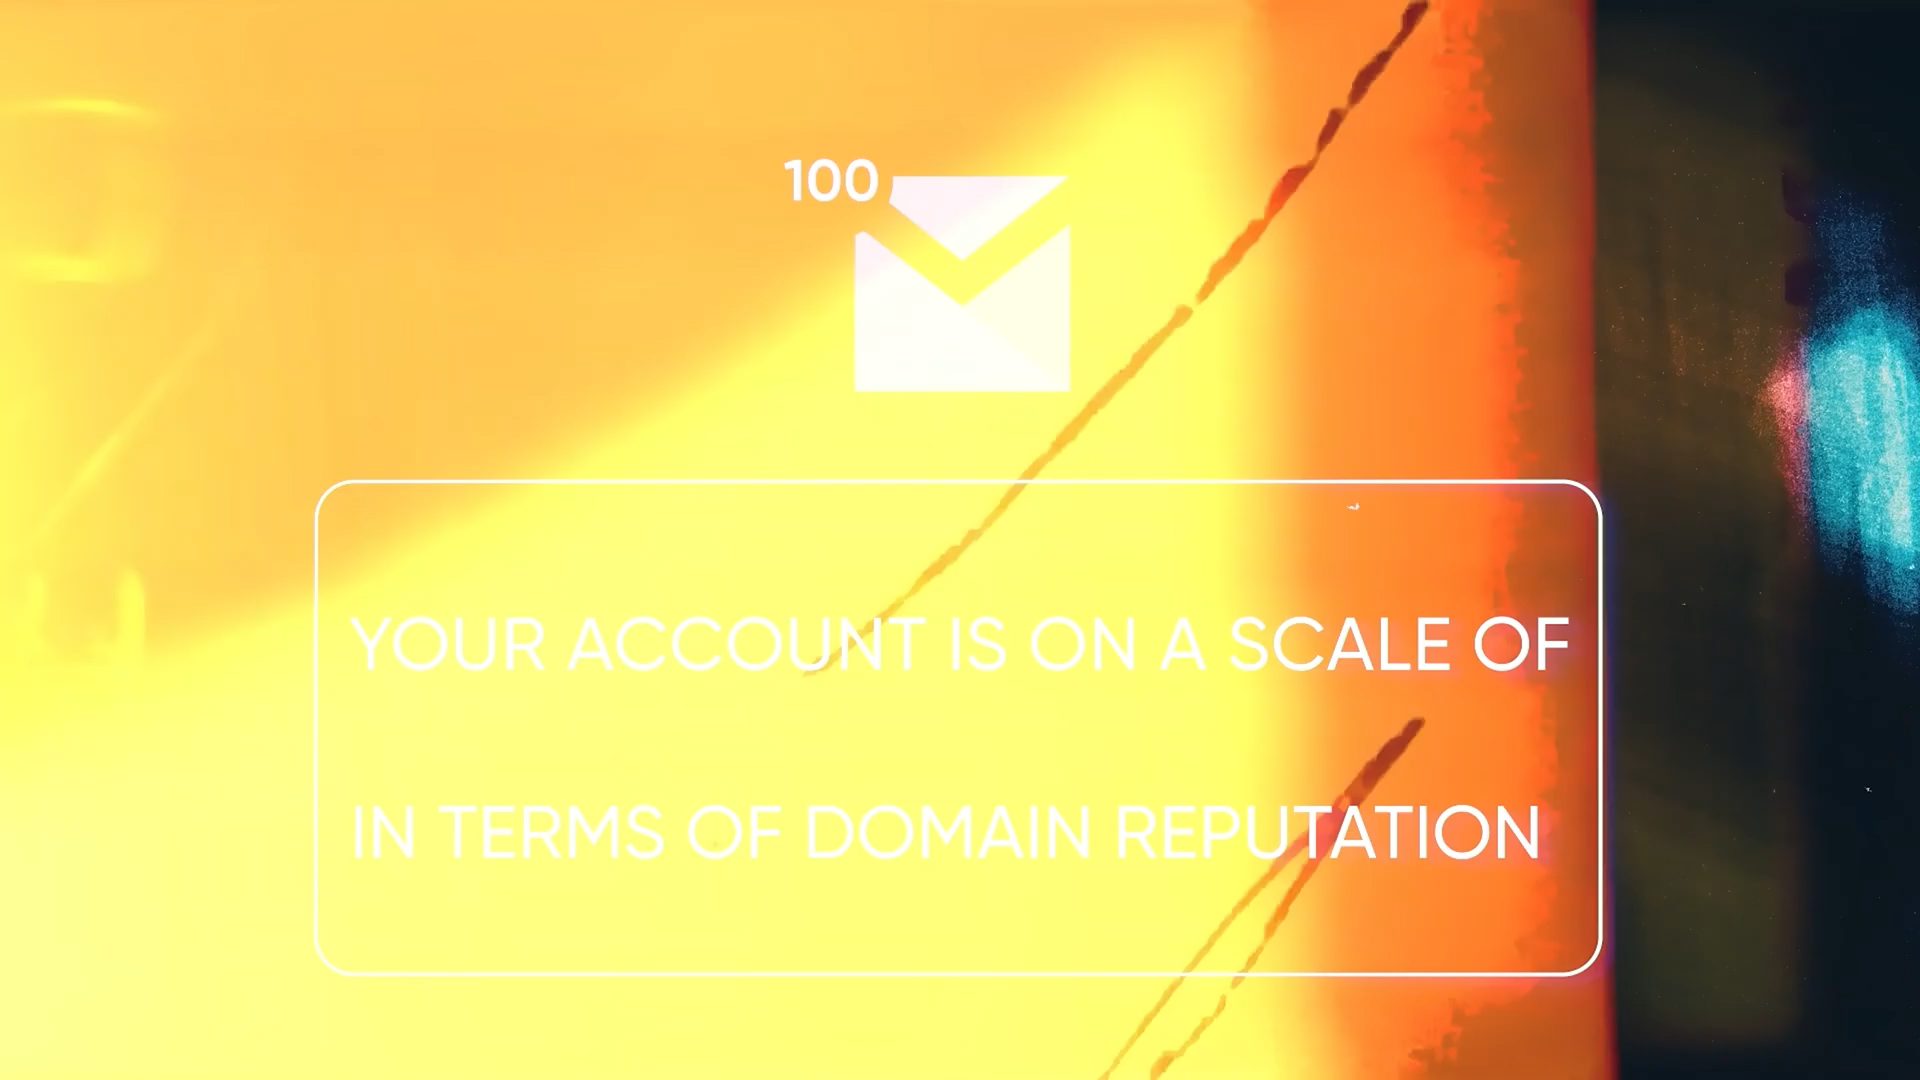 100
YOUR ACCOUNT IS ON A SCALE OF
IN TERMS OF DOMAIN REPUTATION